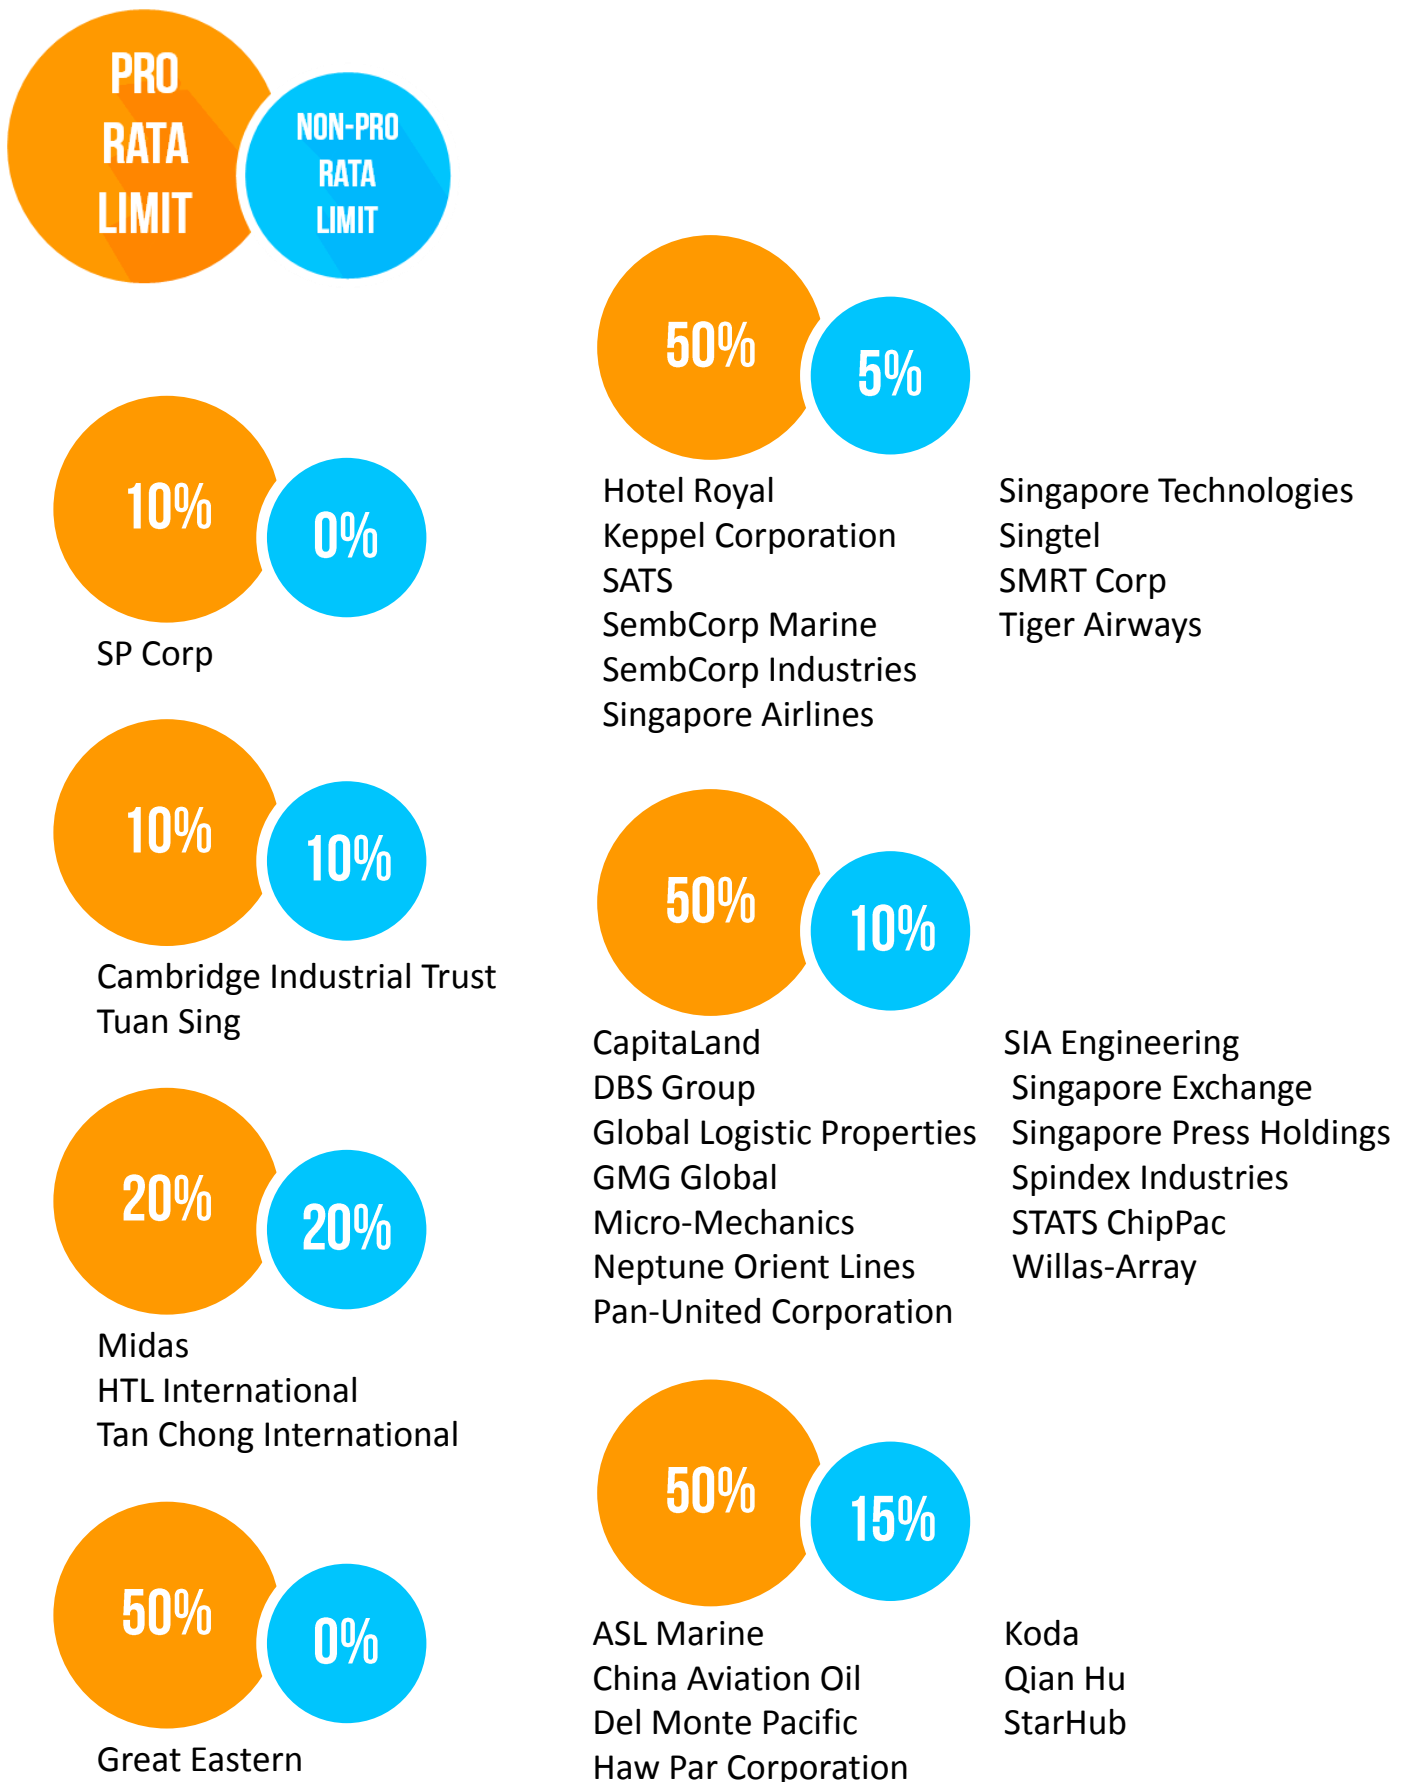 PRO
RATA
LIMIT
NON-PRO
RATA
LIMIT
10%
0%
SP Corp
10%
10%
Cambridge Industrial Trust
Tuan Sing
20%
20%
Midas
HTL International
Tan Chong International
50%
0%
Great Eastern
50%
5%
Hotel Royal
Keppel Corporation
SATS
SembCorp Marine
SembCorp Industries
Singapore Airlines
Singapore Technologies
Singtel
SMRT Corp
Tiger Airways
50%
10%
CapitaLand
DBS Group
Global Logistic Properties
GMG Global
Micro-Mechanics
Neptune Orient Lines
Pan-United Corporation
SIA Engineering
Singapore Exchange
Singapore Press Holdings
Spindex Industries
STATS ChipPac
Willas-Array
50%
15%
ASL Marine
China Aviation Oil
Del Monte Pacific
Haw Par Corporation
Koda
Qian Hu
StarHub